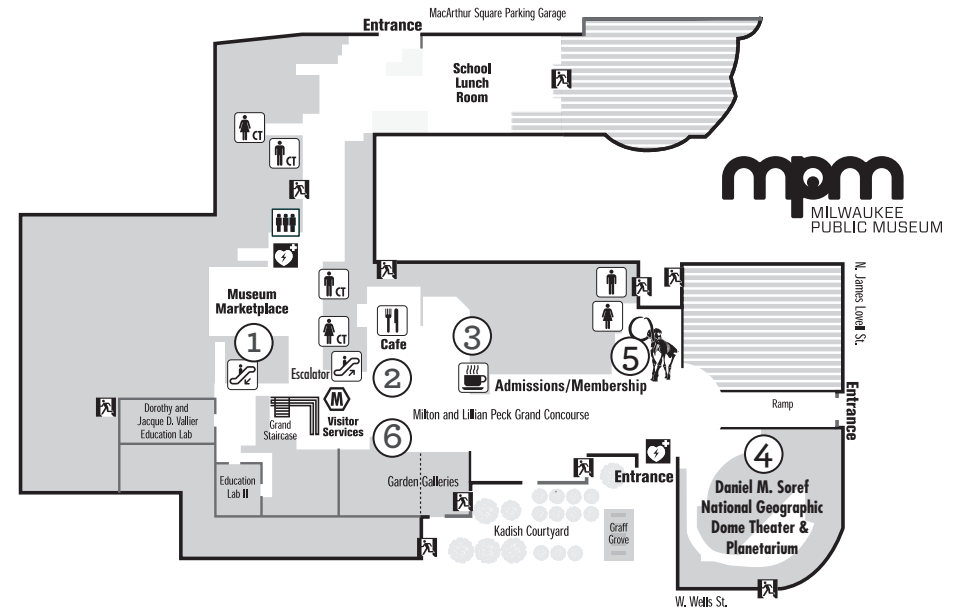 MacArthur Square Parking Garage
Entrance
School
Lunch
Room
CT
CT
mpm
MILWAUKEE
PUBLIC MUSEUM
N. James Lovell St.
Museum
Marketplace
CT
CT
1
Cafe
3
5
Escalator
2
Admissions/Membership
M
Visitor
Services
Grand
Staircase
Milton and Lillian Peck Grand Concourse
Ramp
Entrance
Dorothy and
Jacque D. Vallier
Education Lab
6
4
Entrance
Education
Lab II
Garden Galleries
Daniel M. Soref
National Geographic
Dome Theater &
Planetarium
Kadish Courtyard
Graff
Grove
W. Wells St.